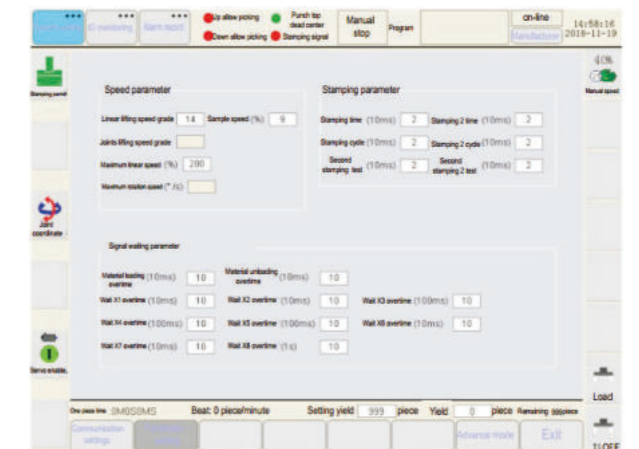 Up allow picking
Punch top
dead center
Manual
stop
Program
on-line
14:58:16
Alarm record
Down allow picking
Stamping signal
Manufacturer
2018-11-19
40%
Stamping panel
Manual speed
Speed parameter
Stamping parameter
Linear lifting speed grade 14 Sample speed (%) 9
Stamping time (10ms) 2 Stamping 2 time (10ms) 2
Joints lifting speed grade
Stamping cycle (10ms) 2 Stamping 2 cycle (10ms) 2
Maximum linear speed (%) 200
Second
stamping test (10ms) 2
Second
stamping 2 test (10ms) 2
Maximum rotation speed (° /s)
Joint
coordinate
Signal waiting parameter
Material loading
overtime (10ms) 10
Material unloading
overtime (10ms) 10
Wait X1 overtime (10ms) 10 Wait X2 overtime (10ms) 10 Wait X3 overtime (100ms) 10
Wait X4 overtime (100ms) 10 Wait X5 overtime (100ms) 10 Wait X6 overtime (10ms) 10
Wait X7 overtime (10ms) 10 Wait X8 overtime (1s) 10
Servo enable.
Load
One piece time 0M0S0MS Beat: 0 piece/minute Setting yield 999 piece Yield 0 piece Remaining 999piece
Communication
settings
Advance mode
Exit